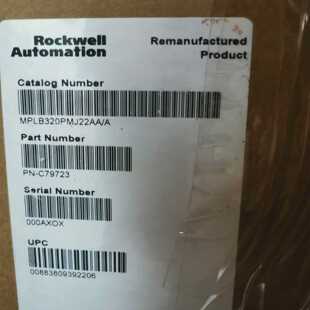 Rockwell Automation
Remanufactured Product
Catalog Number
MPLB320PMJ22AA/A
Part Number
PN-C79723
Serial Number
000AXOX
UPC
00883809392206